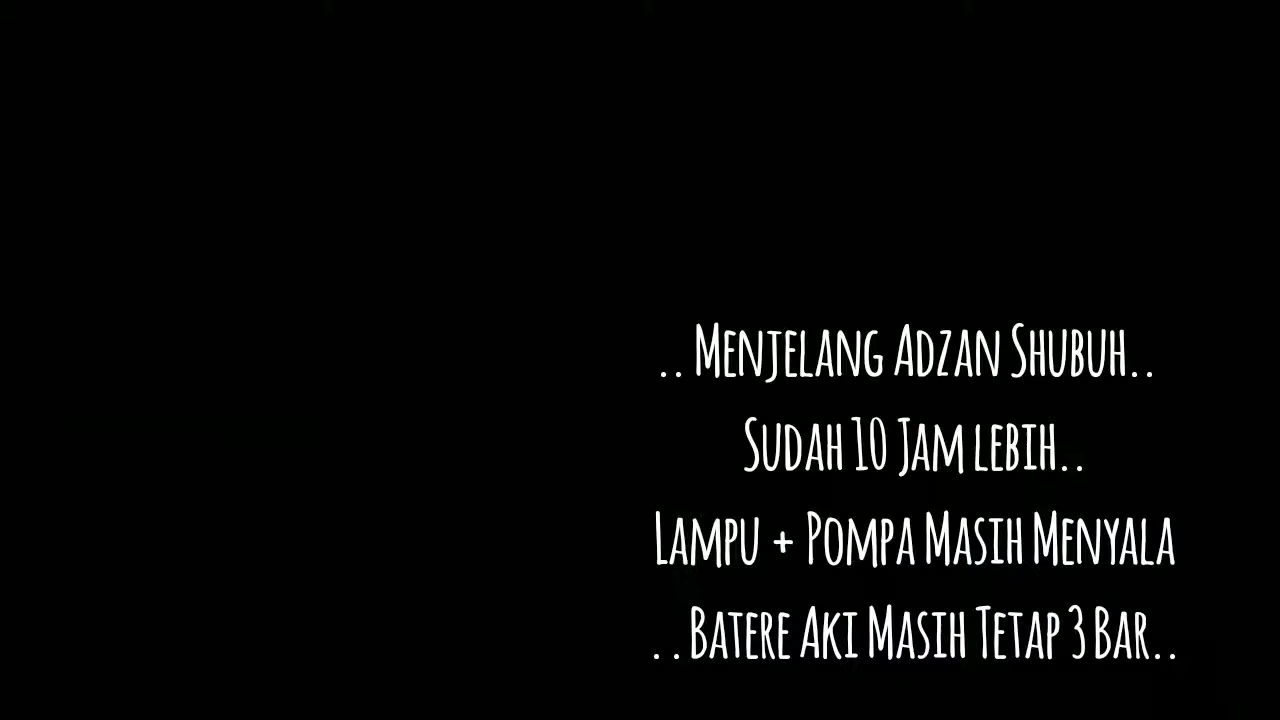 .. Menjelang Adzan Shubuh..
Sudah 10 Jam lebih..
Lampu + Pompa Masih Menyala
.. Batere Aki Masih Tetap 3 Bar..